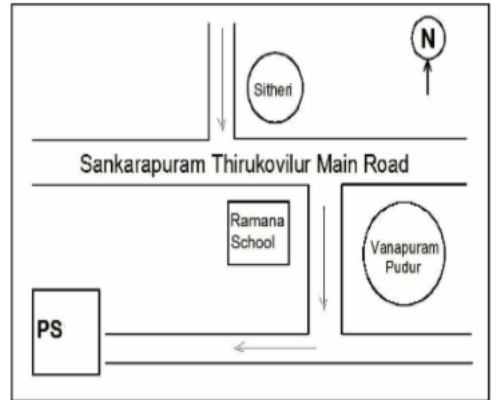 N
Sitheri
Sankarapuram Thirukovilur Main Road
Ramana
School
Vanapuram
Pudur
PS